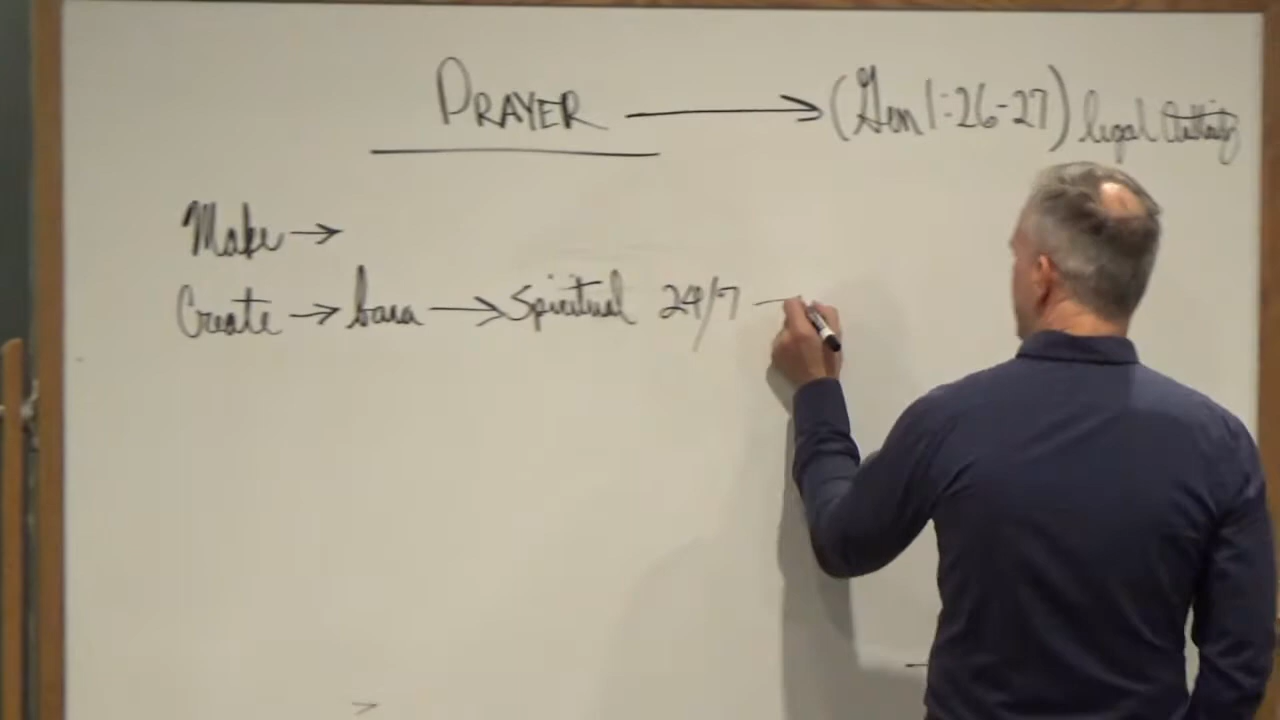 PRAYER → (Gen 1:26-27) legal Authority
Make →
Create → bara → Spiritual 24/7 —